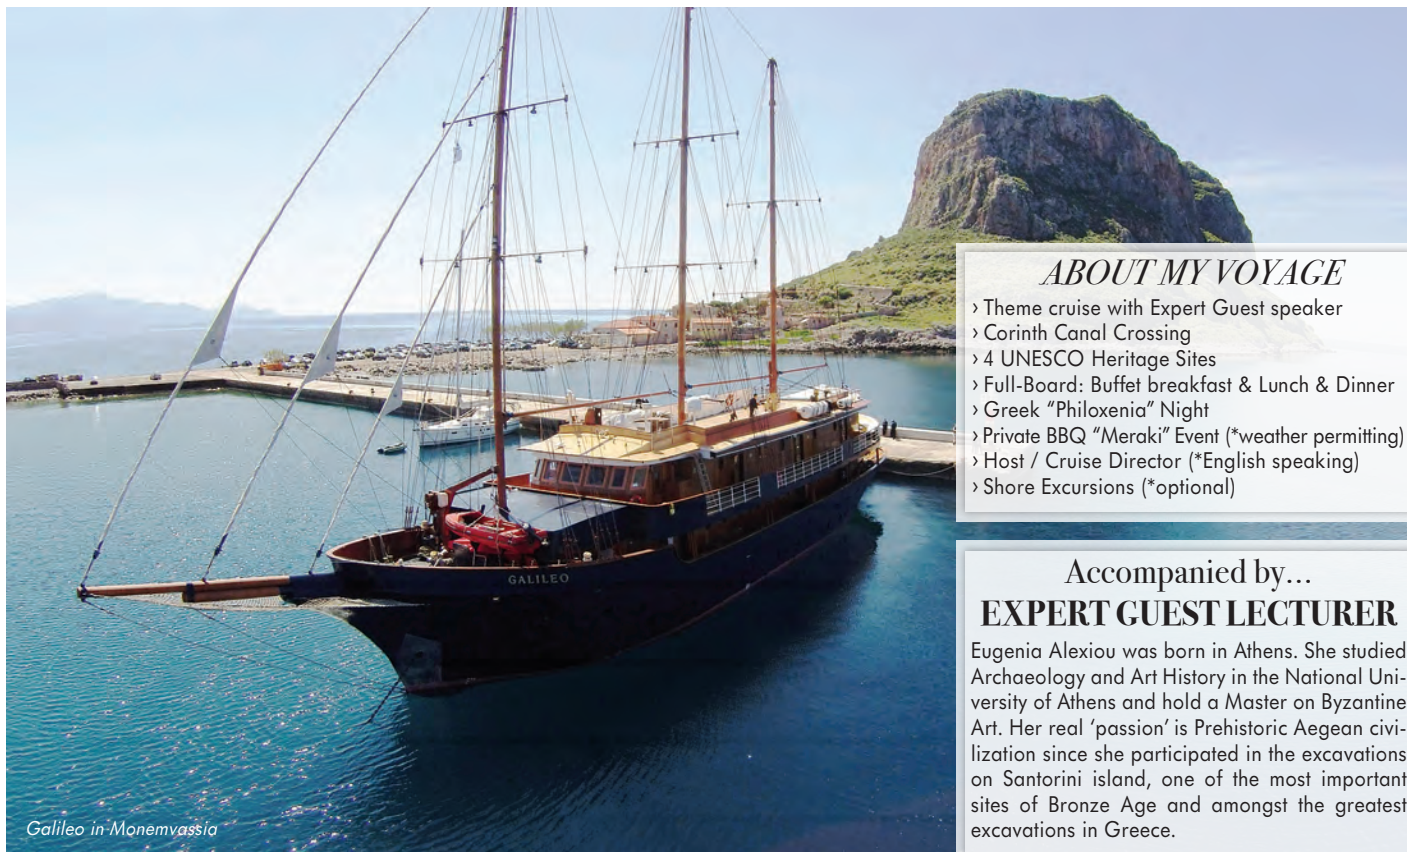 ABOUT MY VOYAGE
› Theme cruise with Expert Guest speaker
› Corinth Canal Crossing
› 4 UNESCO Heritage Sites
› Full-Board: Buffet breakfast & Lunch & Dinner
› Greek “Philoxenia” Night
› Private BBQ “Meraki” Event (*weather permitting)
› Host / Cruise Director (*English speaking)
› Shore Excursions (*optional)
Accompanied by...
EXPERT GUEST LECTURER
Eugenia Alexiou was born in Athens. She studied
Archaeology and Art History in the National Uni-
versity of Athens and hold a Master on Byzantine
Art. Her real ‘passion’ is Prehistoric Aegean civi-
lization since she participated in the excavations
on Santorini island, one of the most important
sites of Bronze Age and amongst the greatest
excavations in Greece.
GALILEO
Galileo in Monemvassia